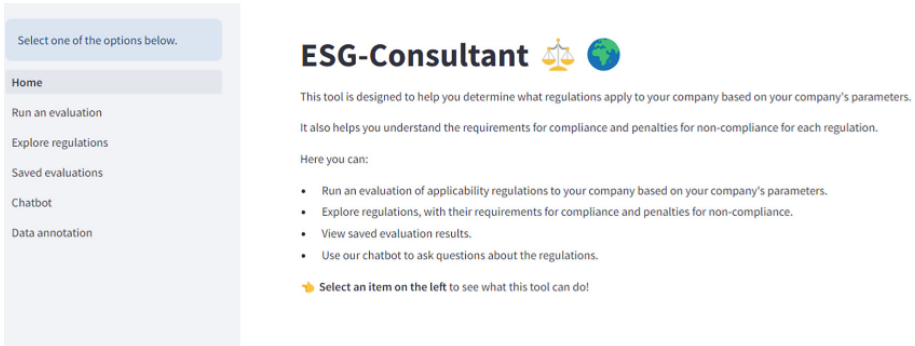 Select one of the options below.
Home
Run an evaluation
Explore regulations
Saved evaluations
Chatbot
Data annotation
ESG-Consultant ⚖️ 🌍
This tool is designed to help you determine what regulations apply to your company based on your company's parameters.
It also helps you understand the requirements for compliance and penalties for non-compliance for each regulation.
Here you can:
• Run an evaluation of applicability regulations to your company based on your company's parameters.
• Explore regulations, with their requirements for compliance and penalties for non-compliance.
• View saved evaluation results.
• Use our chatbot to ask questions about the regulations.
👈 Select an item on the left to see what this tool can do!